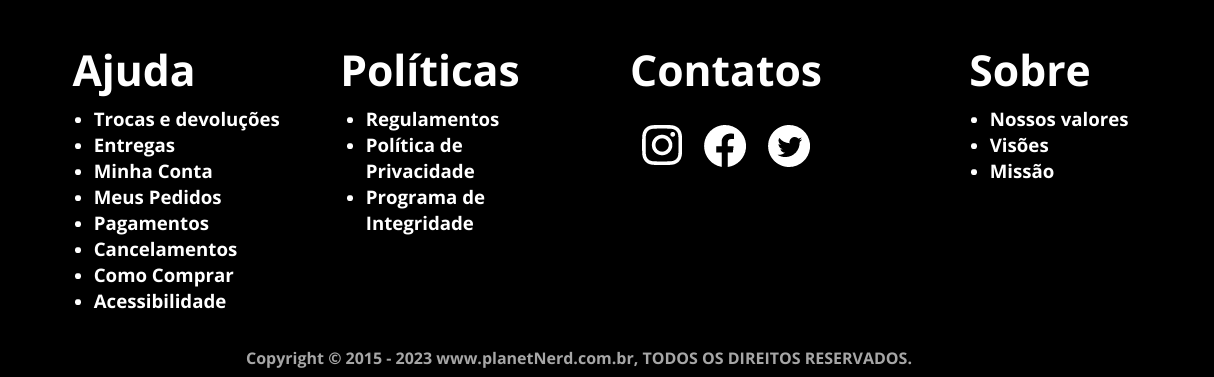 Ajuda
• Trocas e devoluções
• Entregas
• Minha Conta
• Meus Pedidos
• Pagamentos
• Cancelamentos
• Como Comprar
• Acessibilidade
Políticas
• Regulamentos
• Política de
Privacidade
• Programa de
Integridade
Contatos
Sobre
• Nossos valores
• Visões
• Missão
Copyright © 2015 - 2023 www.planetNerd.com.br, TODOS OS DIREITOS RESERVADOS.